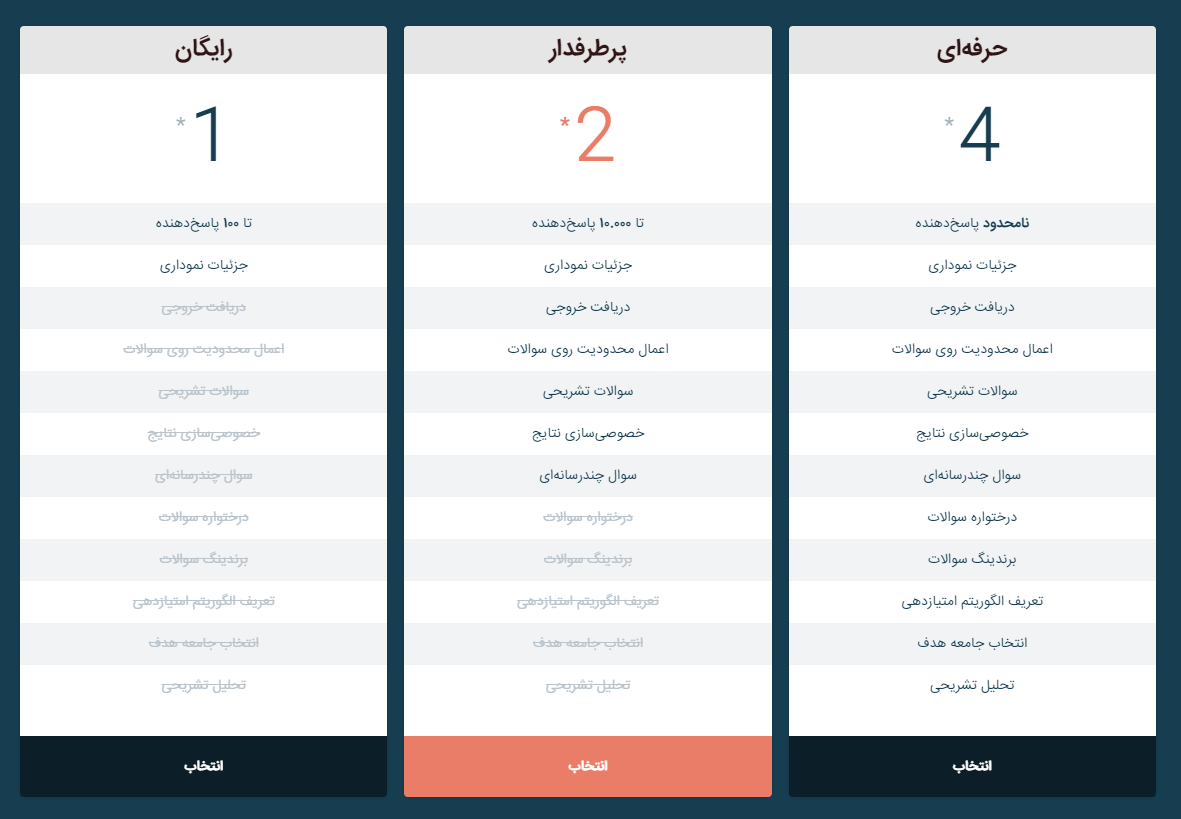 حرفه‌ای
4 *
نامحدود پاسخ‌دهنده
جزئیات نموداری
دریافت خروجی
اعمال محدودیت روی سوالات
سوالات تشریحی
خصوصی‌سازی نتایج
سوال چندرسانه‌ای
درختواره سوالات
برندینگ سوالات
تعریف الگوریتم امتیازدهی
انتخاب جامعه هدف
تحلیل تشریحی
انتخاب
پرطرفدار
2 *
تا ۱۰.۰۰۰ پاسخ‌دهنده
جزئیات نموداری
دریافت خروجی
اعمال محدودیت روی سوالات
سوالات تشریحی
خصوصی‌سازی نتایج
سوال چندرسانه‌ای
درختواره سوالات
برندینگ سوالات
تعریف الگوریتم امتیازدهی
انتخاب جامعه هدف
تحلیل تشریحی
انتخاب
رایگان
1 *
تا ۱۰۰ پاسخ‌دهنده
جزئیات نموداری
دریافت خروجی
اعمال محدودیت روی سوالات
سوالات تشریحی
خصوصی‌سازی نتایج
سوال چندرسانه‌ای
درختواره سوالات
برندینگ سوالات
تعریف الگوریتم امتیازدهی
انتخاب جامعه هدف
تحلیل تشریحی
انتخاب